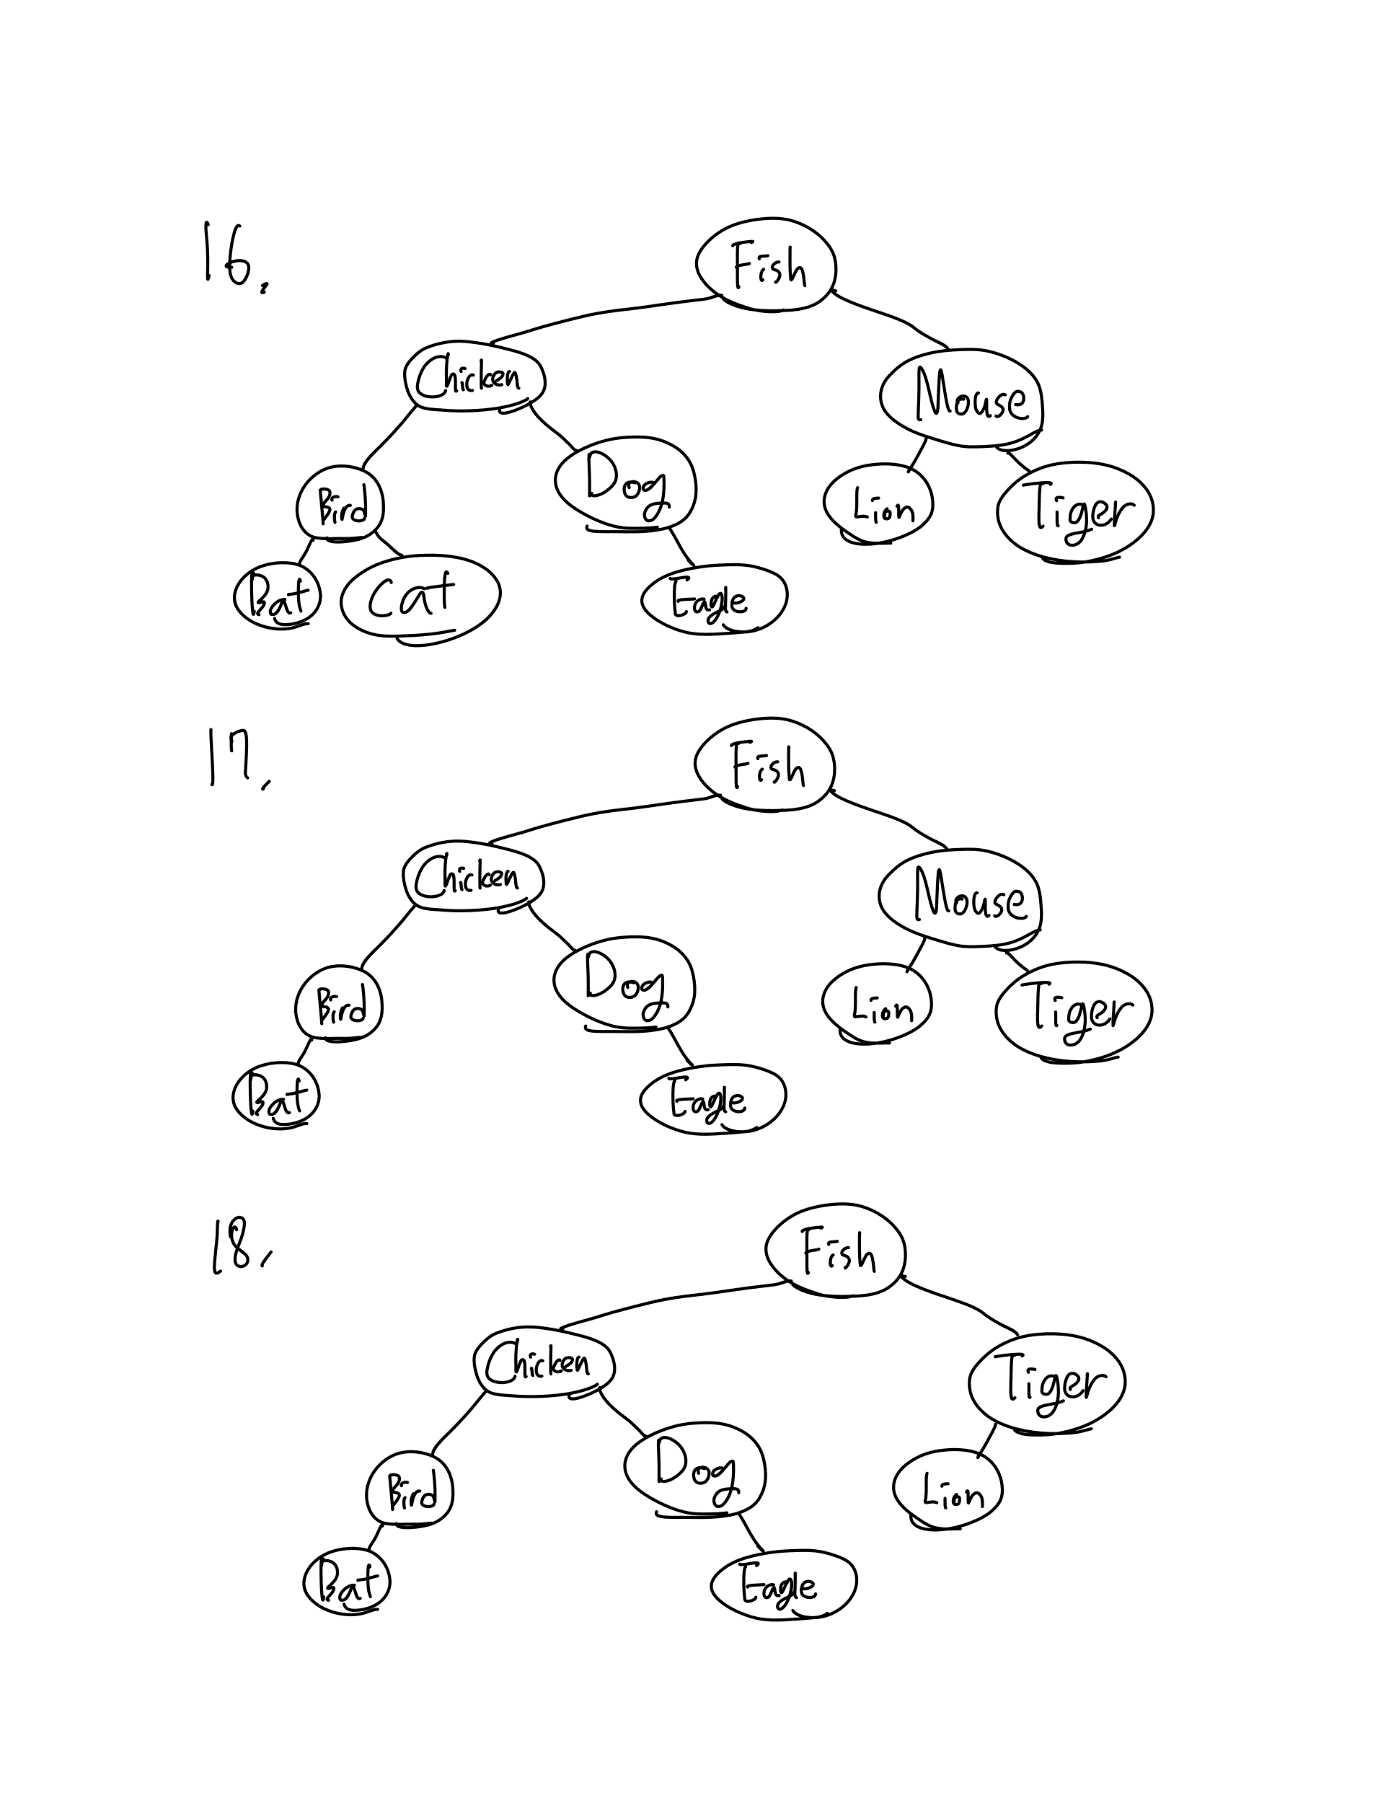 16.
Fish
Chicken Mouse
Bird Dog Lion Tiger
Bat Cat Eagle
17.
Fish
Chicken Mouse
Bird Dog Lion Tiger
Bat Eagle
18.
Fish
Chicken Tiger
Bird Dog Lion
Bat Eagle